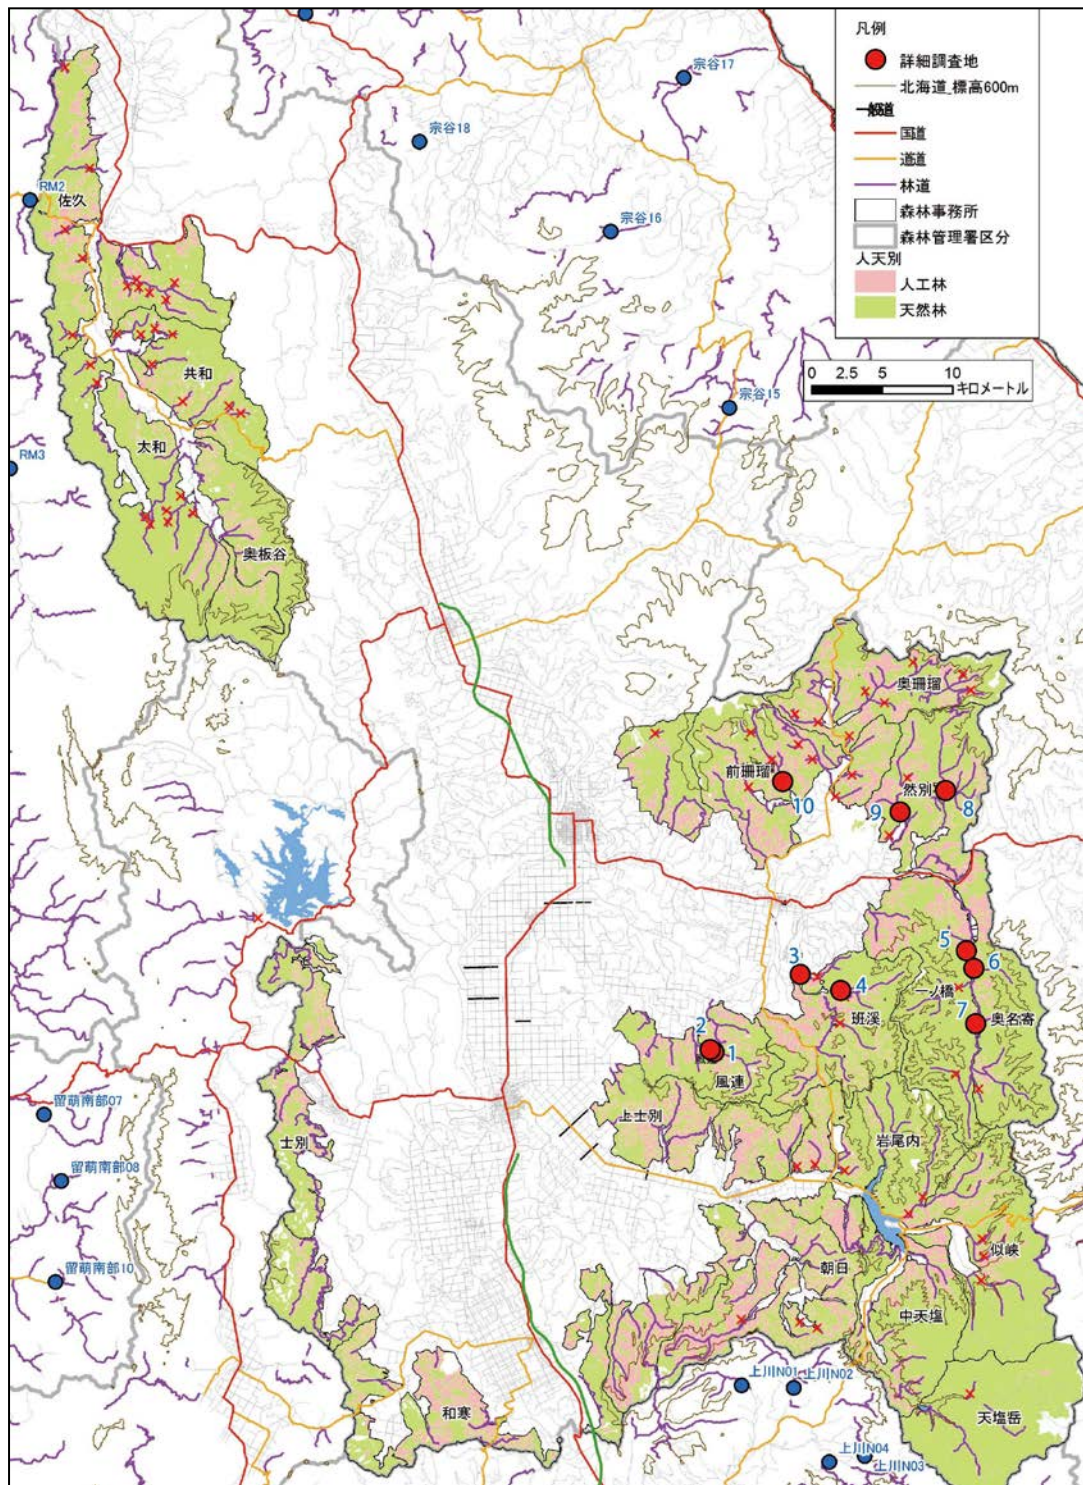 凡例
詳細調査地
北海道_標高600m
一般道
国道
道道
林道
森林事務所
森林管理署区分
人天別
人工林
天然林
0 2.5 5 10
キロメートル
宗谷17
宗谷18
RM2
佐久
宗谷16
共和
宗谷15
太和
RM3
奥板谷
奥珊瑠
前珊瑠
然別
10
9
8
3
4
5
6
一ノ橋
7
奥名寄
班渓
2
1
風連
上士別
留萌南部07
士別
岩尾内
留萌南部08
似峡
朝日
留萌南部10
中天塩
上川N01
上川N02
和寒
天塩岳
上川N04
上川N03